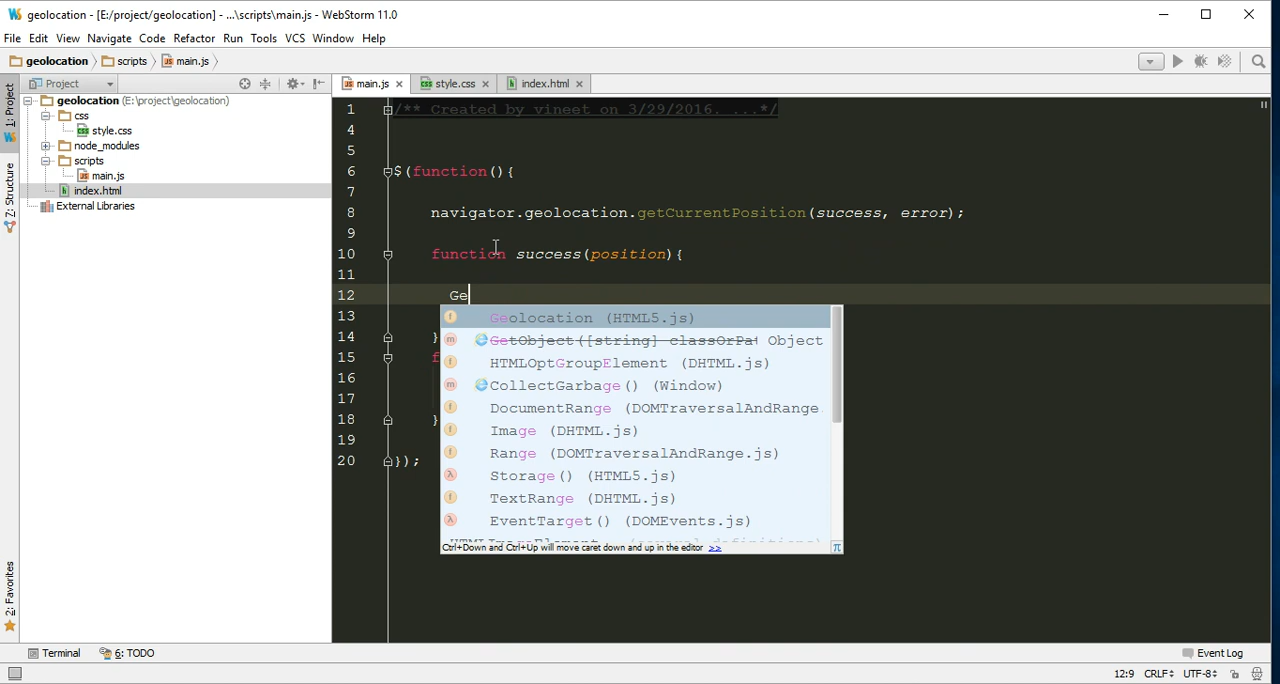 geolocation - [E:/project/geolocation] - ...\scripts\main.js - WebStorm 11.0
File Edit View Navigate Code Refactor Run Tools VCS Window Help
geolocation scripts main.js
Project
main.js style.css index.html
1: Project
Z: Structure
2: Favorites
geolocation (E:\project\geolocation)
css
style.css
node_modules
scripts
main.js
index.html
External Libraries
1 /** Created by vineet on 3/29/2016. ...*/
4
5
6 $(function(){
7
8 navigator.geolocation.getCurrentPosition(success, error);
9
10 function success(position){
11
12 Ge
13
14 }
15 f
16
17
18 }
19
20 });
Geolocation (HTML5.js)
GetObject([string] classOrPat Object
HTMLOptGroupElement (DHTML.js)
CollectGarbage() (Window)
DocumentRange (DOMTraversalAndRange
Image (DHTML.js)
Range (DOMTraversalAndRange.js)
Storage() (HTML5.js)
TextRange (DHTML.js)
EventTarget() (DOMEvents.js)
Ctrl+Down and Ctrl+Up will move caret down and up in the editor >>
π
Terminal 6: TODO Event Log
12:9 CRLF UTF-8